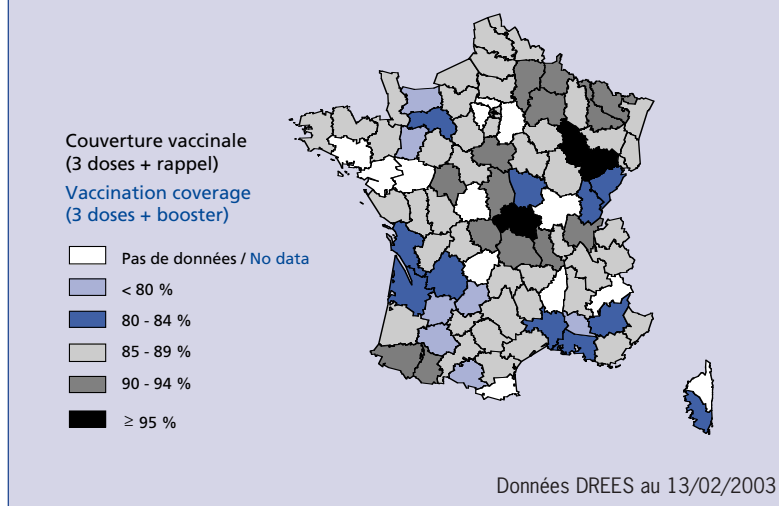 Couverture vaccinale
(3 doses + rappel)
Vaccination coverage
(3 doses + booster)
Pas de données / No data
< 80 %
80 - 84 %
85 - 89 %
90 - 94 %
≥ 95 %
Données DREES au 13/02/2003